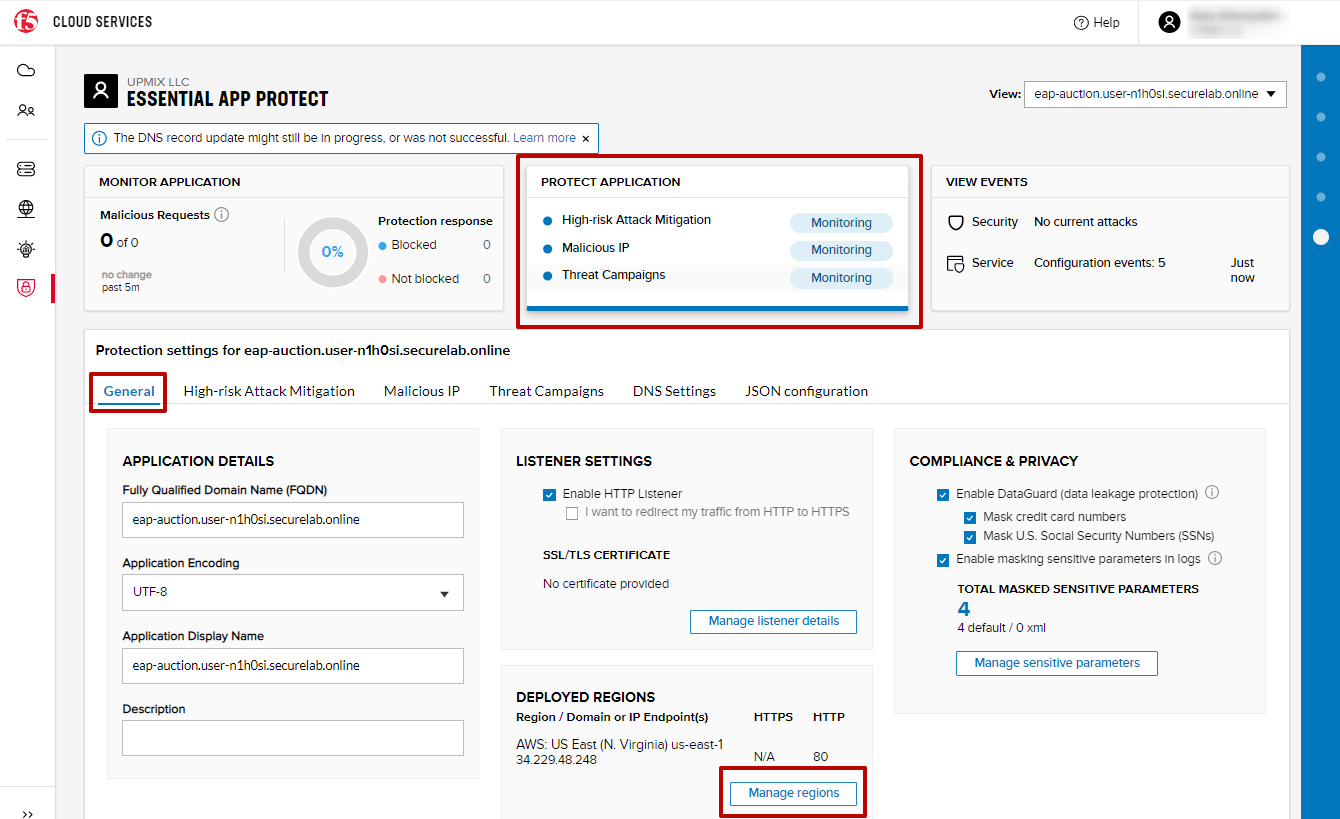 f5 CLOUD SERVICES
Help
UPMIX LLC
ESSENTIAL APP PROTECT
View: eap-auction.user-n1h0sl.securelab.online
The DNS record update might still be in progress, or was not successful. Learn more ×
MONITOR APPLICATION
Malicious Requests
0 of 0
no change
past 5m
0%
Protection response
Blocked 0
Not blocked 0
PROTECT APPLICATION
High-risk Attack Mitigation Monitoring
Malicious IP Monitoring
Threat Campaigns Monitoring
VIEW EVENTS
Security No current attacks
Service Configuration events: 5 Just
now
Protection settings for eap-auction.user-n1h0si.securelab.online
General High-risk Attack Mitigation Malicious IP Threat Campaigns DNS Settings JSON configuration
APPLICATION DETAILS
Fully Qualified Domain Name (FQDN)
eap-auction.user-n1h0si.securelab.online
Application Encoding
UTF-8
Application Display Name
eap-auction.user-n1h0si.securelab.online
Description
LISTENER SETTINGS
Enable HTTP Listener
I want to redirect my traffic from HTTP to HTTPS
SSL/TLS CERTIFICATE
No certificate provided
Manage listener details
DEPLOYED REGIONS
Region / Domain or IP Endpoint(s) HTTPS HTTP
AWS: US East (N. Virginia) us-east-1
34.229.48.248 N/A 80
Manage regions
COMPLIANCE & PRIVACY
Enable DataGuard (data leakage protection)
Mask credit card numbers
Mask U.S. Social Security Numbers (SSNs)
Enable masking sensitive parameters in logs
TOTAL MASKED SENSITIVE PARAMETERS
4
4 default / 0 xml
Manage sensitive parameters